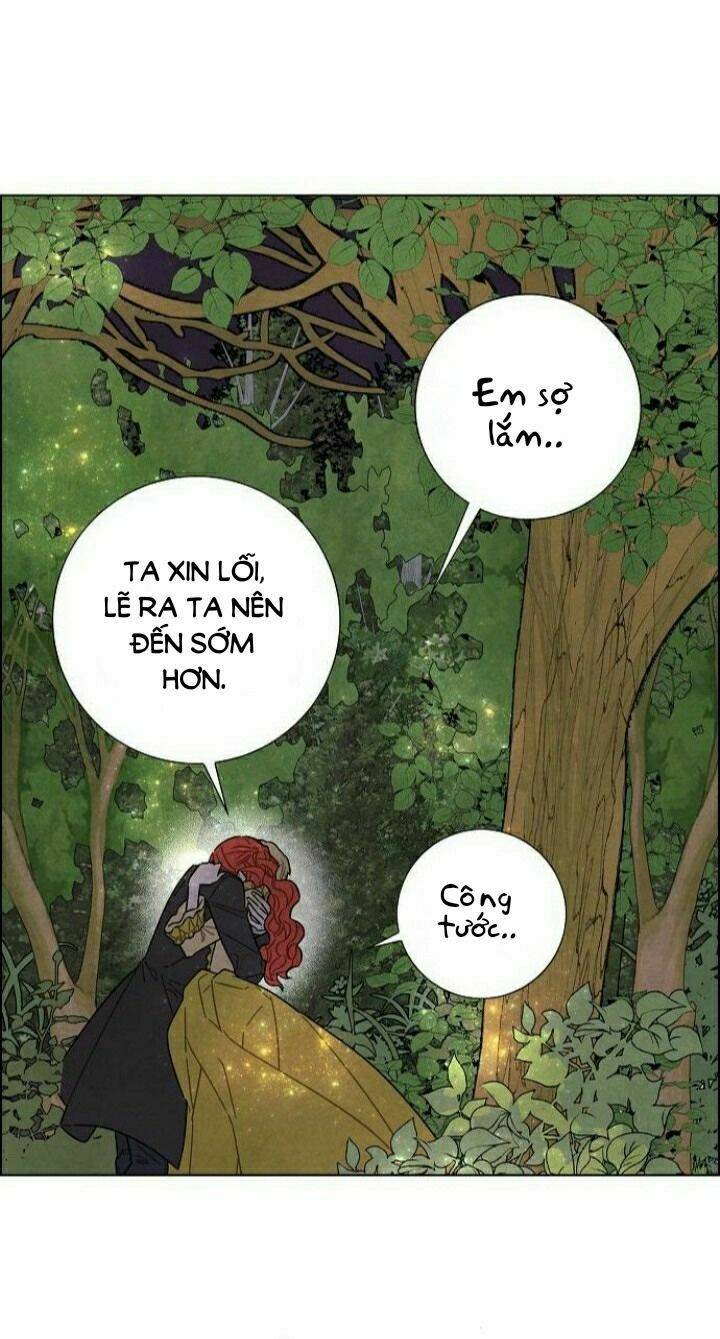 Em sợ
lắm..
TA XIN LỖI,
LẼ RA TA NÊN
ĐẾN SỚM
HƠN.
Công
tước..